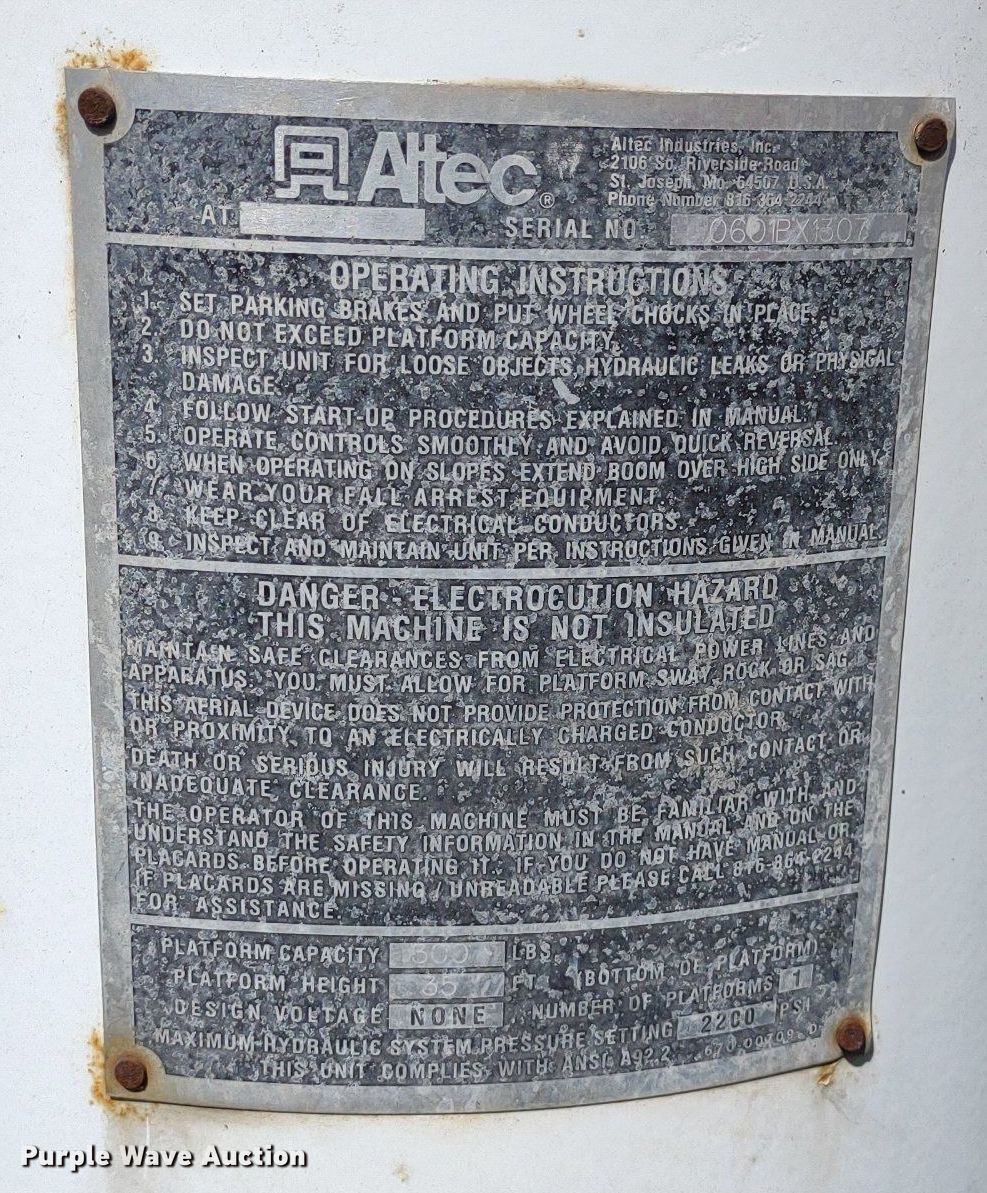 Altec®
Altec Industries, Inc.
2106 So. Riverside Road
St. Joseph, Mo. 64507 U.S.A.
Phone Number 816-364-2244
AT
SERIAL NO 0601BX1307
OPERATING INSTRUCTIONS
1. SET PARKING BRAKES AND PUT WHEEL CHOCKS IN PLACE.
2. DO NOT EXCEED PLATFORM CAPACITY.
3. INSPECT UNIT FOR LOOSE OBJECTS, HYDRAULIC LEAKS OR PHYSICAL
DAMAGE.
4. FOLLOW START-UP PROCEDURES EXPLAINED IN MANUAL.
5. OPERATE CONTROLS SMOOTHLY AND AVOID QUICK REVERSAL.
6. WHEN OPERATING ON SLOPES EXTEND BOOM OVER HIGH SIDE ONLY.
7. WEAR YOUR FALL ARREST EQUIPMENT.
8. KEEP CLEAR OF ELECTRICAL CONDUCTORS.
9. INSPECT AND MAINTAIN UNIT PER INSTRUCTIONS GIVEN IN MANUAL.
DANGER - ELECTROCUTION HAZARD
THIS MACHINE IS NOT INSULATED
MAINTAIN SAFE CLEARANCES FROM ELECTRICAL POWER LINES AND
APPARATUS. YOU MUST ALLOW FOR PLATFORM SWAY, ROCK OR SAG.
THIS AERIAL DEVICE DOES NOT PROVIDE PROTECTION FROM CONTACT WITH
OR PROXIMITY TO AN ELECTRICALLY CHARGED CONDUCTOR.
DEATH OR SERIOUS INJURY WILL RESULT FROM SUCH CONTACT OR
INADEQUATE CLEARANCE.
THE OPERATOR OF THIS MACHINE MUST BE FAMILIAR WITH AND
UNDERSTAND THE SAFETY INFORMATION IN THE MANUAL AND ON THE
PLACARDS BEFORE OPERATING IT. IF YOU DO NOT HAVE MANUAL OR
IF PLACARDS ARE MISSING / UNREADABLE PLEASE CALL 816-364-2244
FOR ASSISTANCE.
PLATFORM CAPACITY 300 LBS.
PLATFORM HEIGHT 35 FT. (BOTTOM OF PLATFORM)
DESIGN VOLTAGE NONE NUMBER OF PLATFORMS 1
MAXIMUM HYDRAULIC SYSTEM PRESSURE SETTING 2200 PSI
THIS UNIT COMPLIES WITH ANSI A92.2
Purple Wave Auction